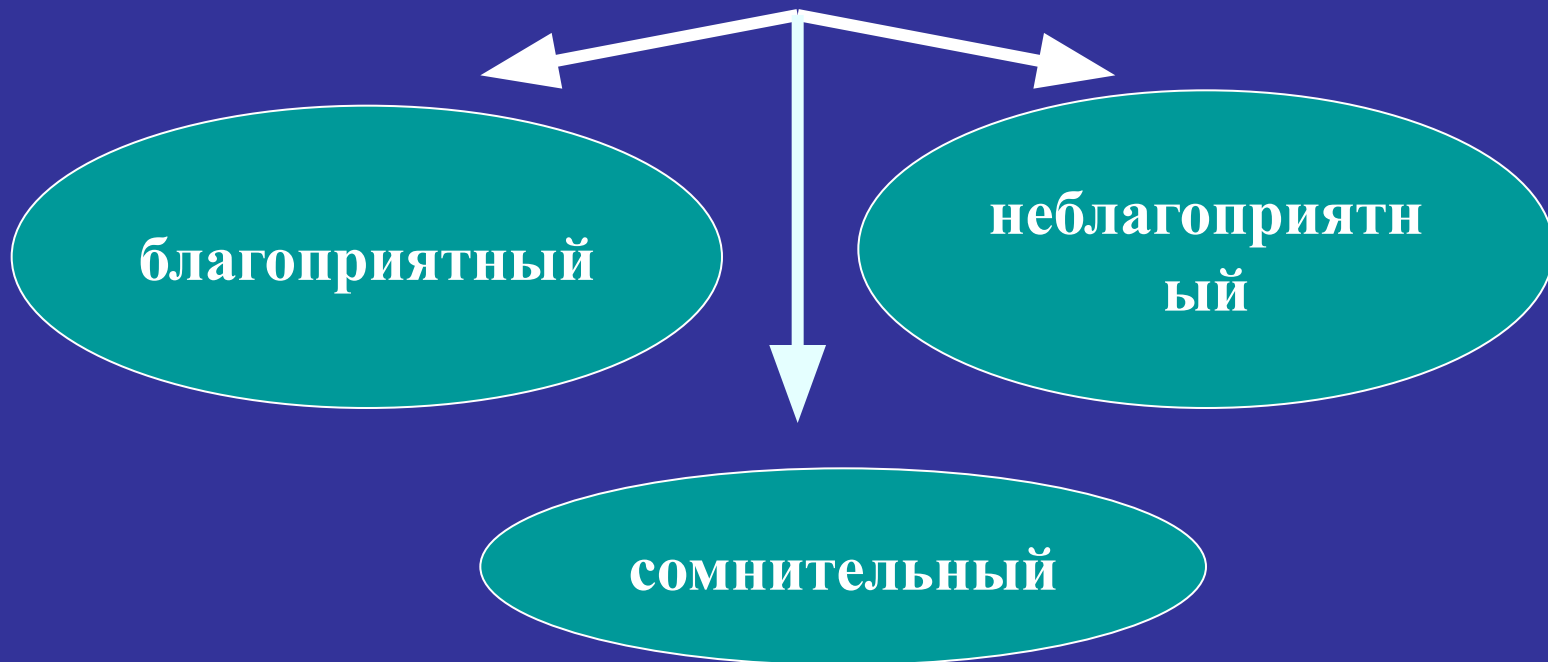 благоприятный
неблагоприятн
ый
сомнительный